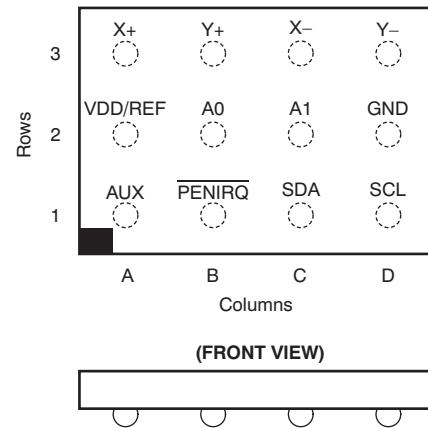 X+ Y+ X− Y−
3
VDD/REF A0 A1 GND
Rows 2
AUX PENIRQ SDA SCL
1
A B C D
Columns
(FRONT VIEW)